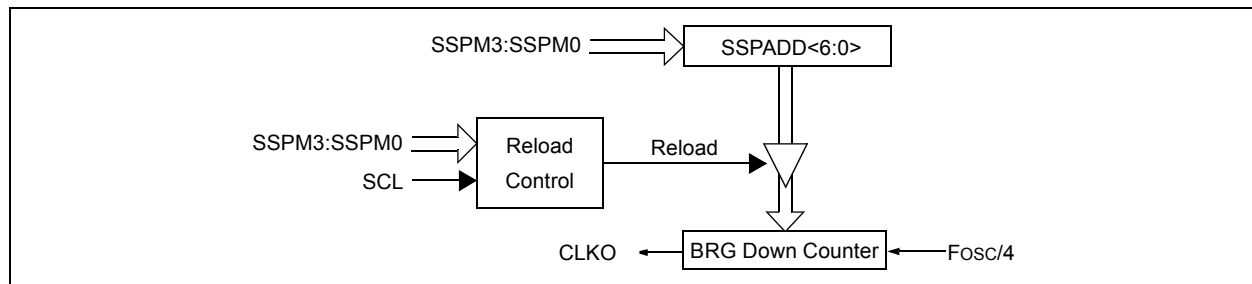 SSPM3:SSPM0
SSPADD<6:0>
SSPM3:SSPM0
SCL
Reload
Control
Reload
CLKO
BRG Down Counter
FOSC/4